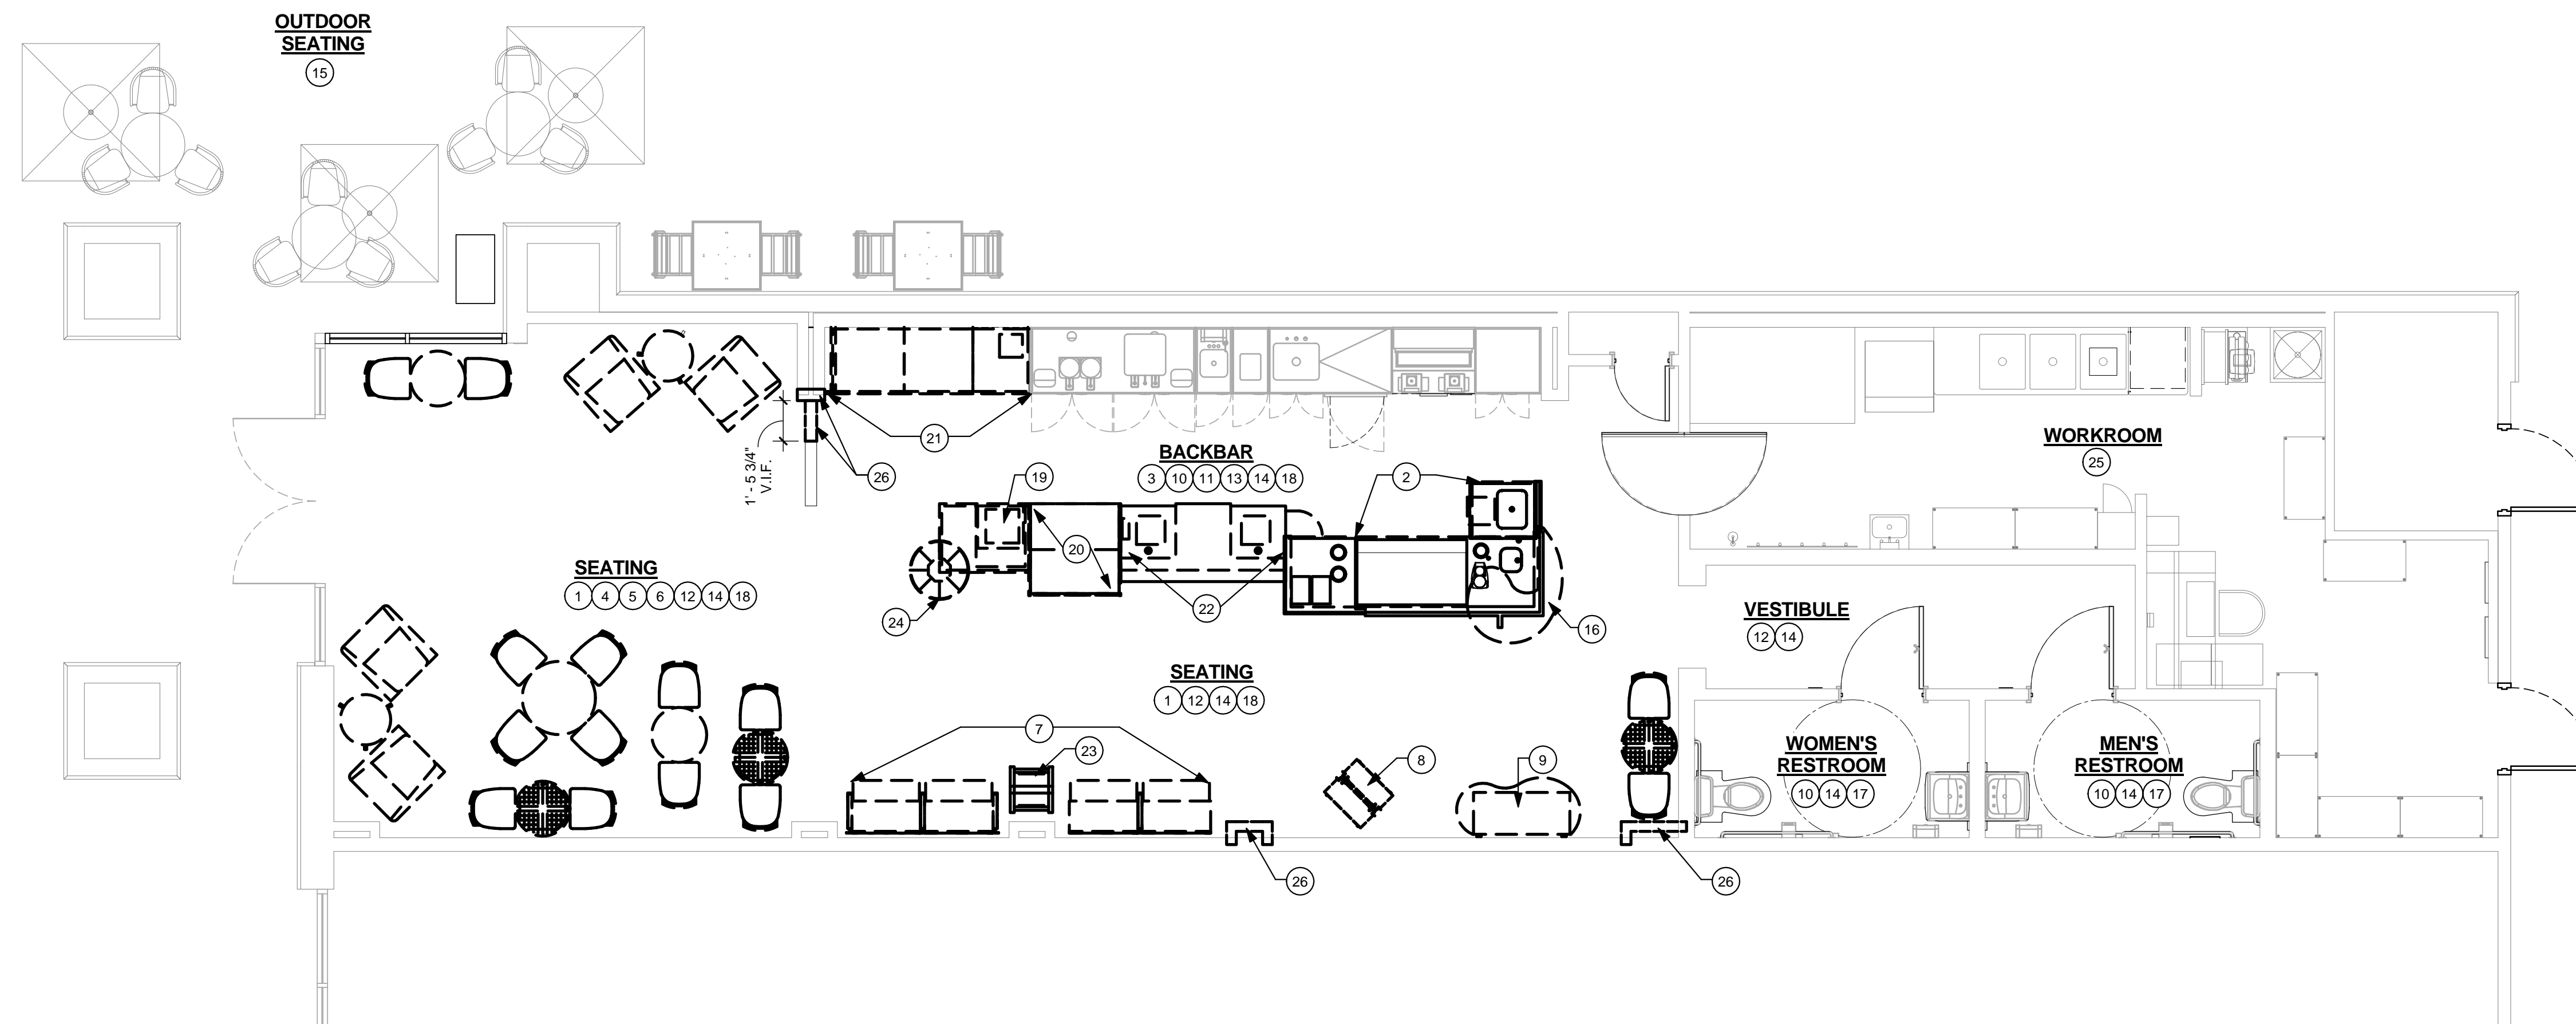 OUTDOOR
SEATING
15
21
1' - 5 3/4"
V.I.F.
26
BACKBAR
3 10 11 13 14 18
19
2
20
22
24
16
WORKROOM
25
SEATING
1 4 5 6 12 14 18
VESTIBULE
12 14
SEATING
1 12 14 18
7
23
8
9
WOMEN'S
RESTROOM
10 14 17
MEN'S
RESTROOM
10 14 17
26
26